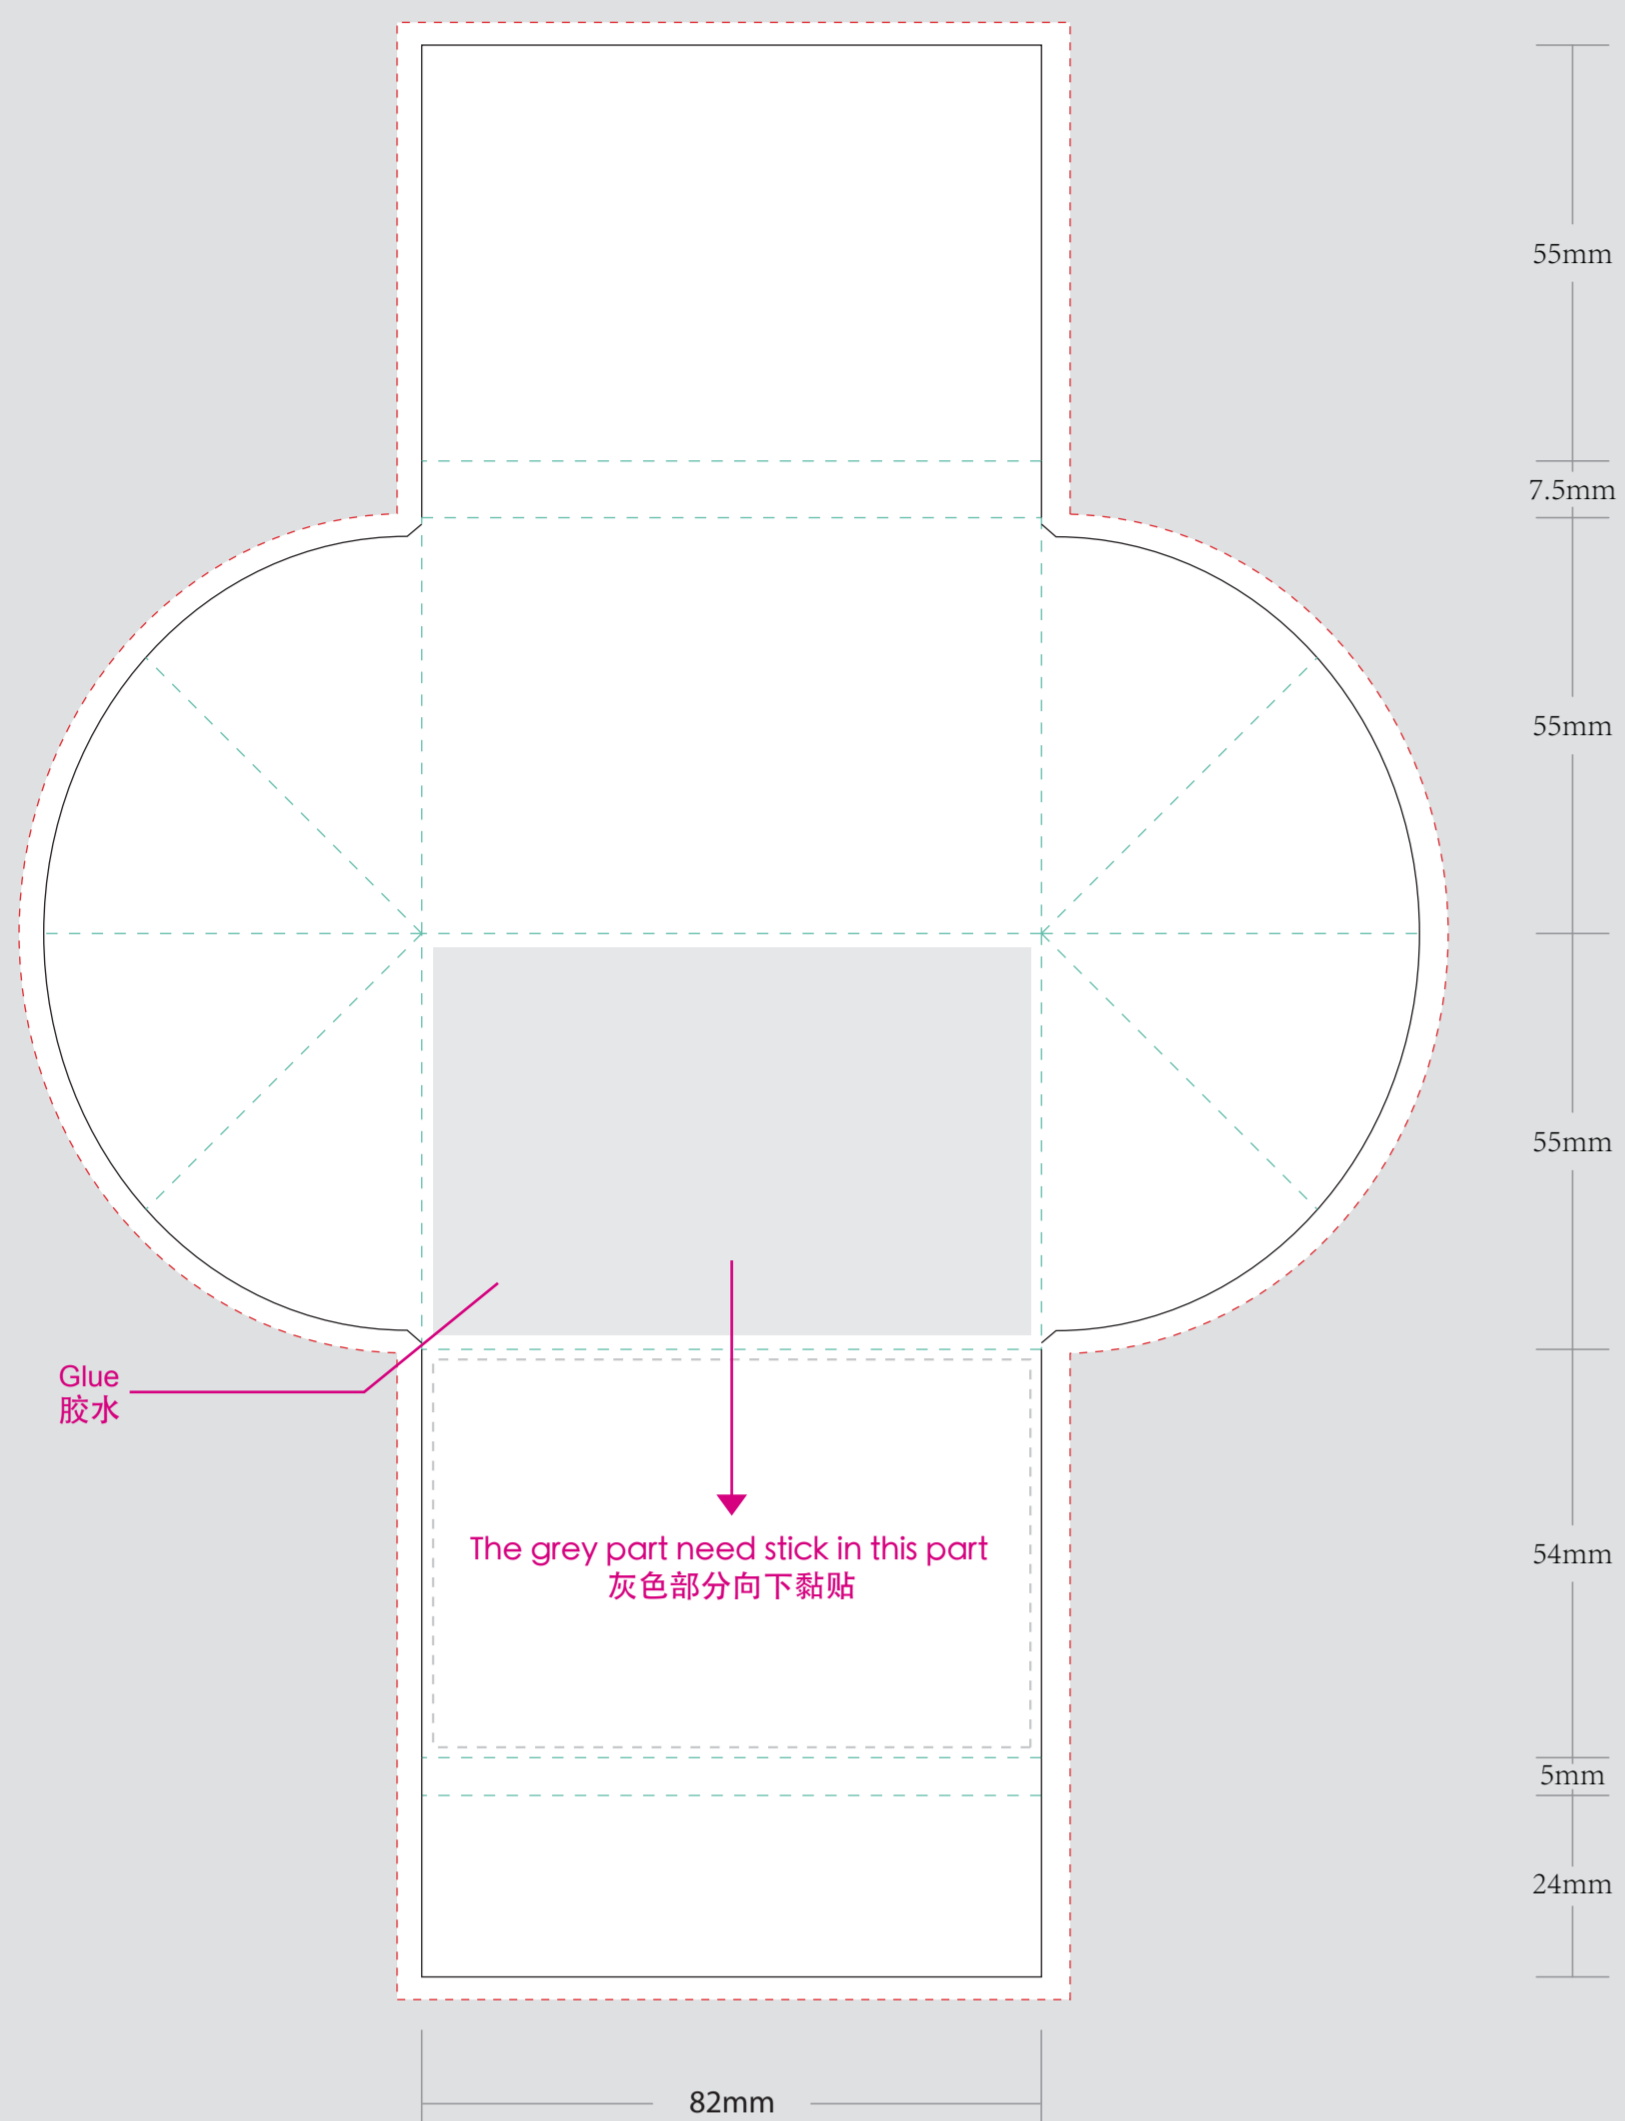 55mm
7.5mm
55mm
55mm
Glue
胶水
The grey part need stick in this part
灰色部分向下黏贴
54mm
5mm
24mm
82mm